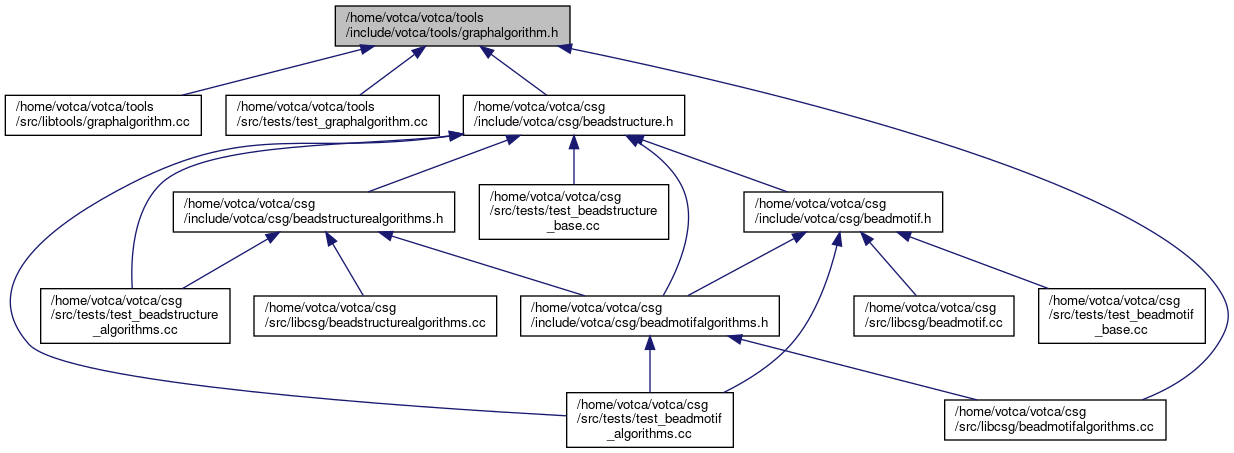 /home/votca/votca/tools
/include/votca/tools/graphalgorithm.h
/home/votca/votca/tools
/src/libtools/graphalgorithm.cc
/home/votca/votca/tools
/src/tests/test_graphalgorithm.cc
/home/votca/votca/csg
/include/votca/csg/beadstructure.h
/home/votca/votca/csg
/include/votca/csg/beadstructurealgorithms.h
/home/votca/votca/csg
/src/tests/test_beadstructure
_base.cc
/home/votca/votca/csg
/include/votca/csg/beadmotif.h
/home/votca/votca/csg
/src/tests/test_beadstructure
_algorithms.cc
/home/votca/votca/csg
/src/libcsg/beadstructurealgorithms.cc
/home/votca/votca/csg
/include/votca/csg/beadmotifalgorithms.h
/home/votca/votca/csg
/src/libcsg/beadmotif.cc
/home/votca/votca/csg
/src/tests/test_beadmotif
_base.cc
/home/votca/votca/csg
/src/tests/test_beadmotif
_algorithms.cc
/home/votca/votca/csg
/src/libcsg/beadmotifalgorithms.cc